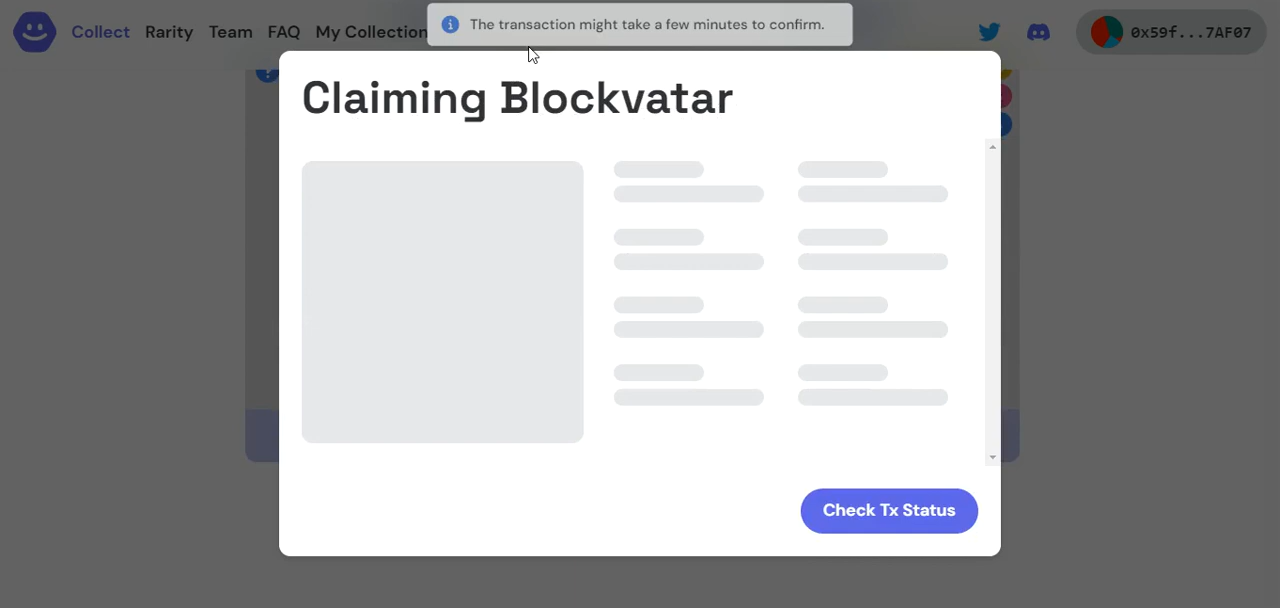 Collect Rarity Team FAQ My Collection
The transaction might take a few minutes to confirm.
0x59f...7AF07
Claiming Blockvatar
Check Tx Status